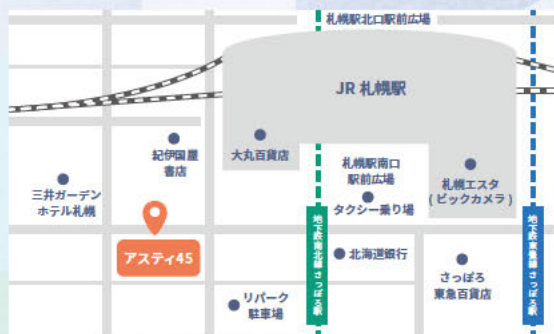 札幌駅北口駅前広場
JR 札幌駅
紀伊国屋
書店
大丸百貨店
札幌駅南口
駅前広場
札幌エスタ
( ビックカメラ )
三井ガーデン
ホテル札幌
タクシー乗り場
アスティ45
地下鉄南北線さっぽろ駅
地下鉄東豊線さっぽろ駅
北海道銀行
さっぽろ
東急百貨店
リパーク
駐車場